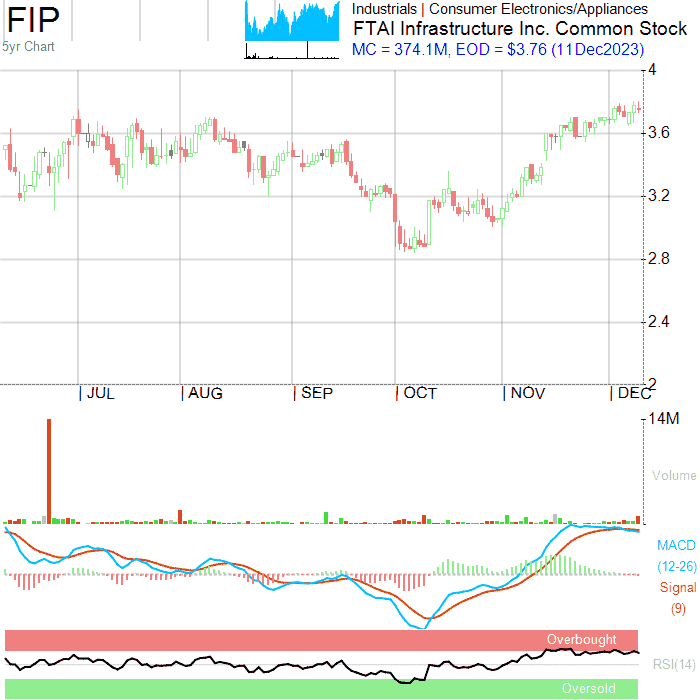 FIP
5yr Chart
Industrials | Consumer Electronics/Appliances
FTAI Infrastructure Inc. Common Stock
MC = 374.1M, EOD = $3.76 (11Dec2023)
4
3.6
3.2
2.8
2.4
2
| JUL | AUG | SEP | OCT | NOV | DEC
14M
Volume
MACD
(12-26)
Signal
(9)
Overbought
RSI(14)
Oversold